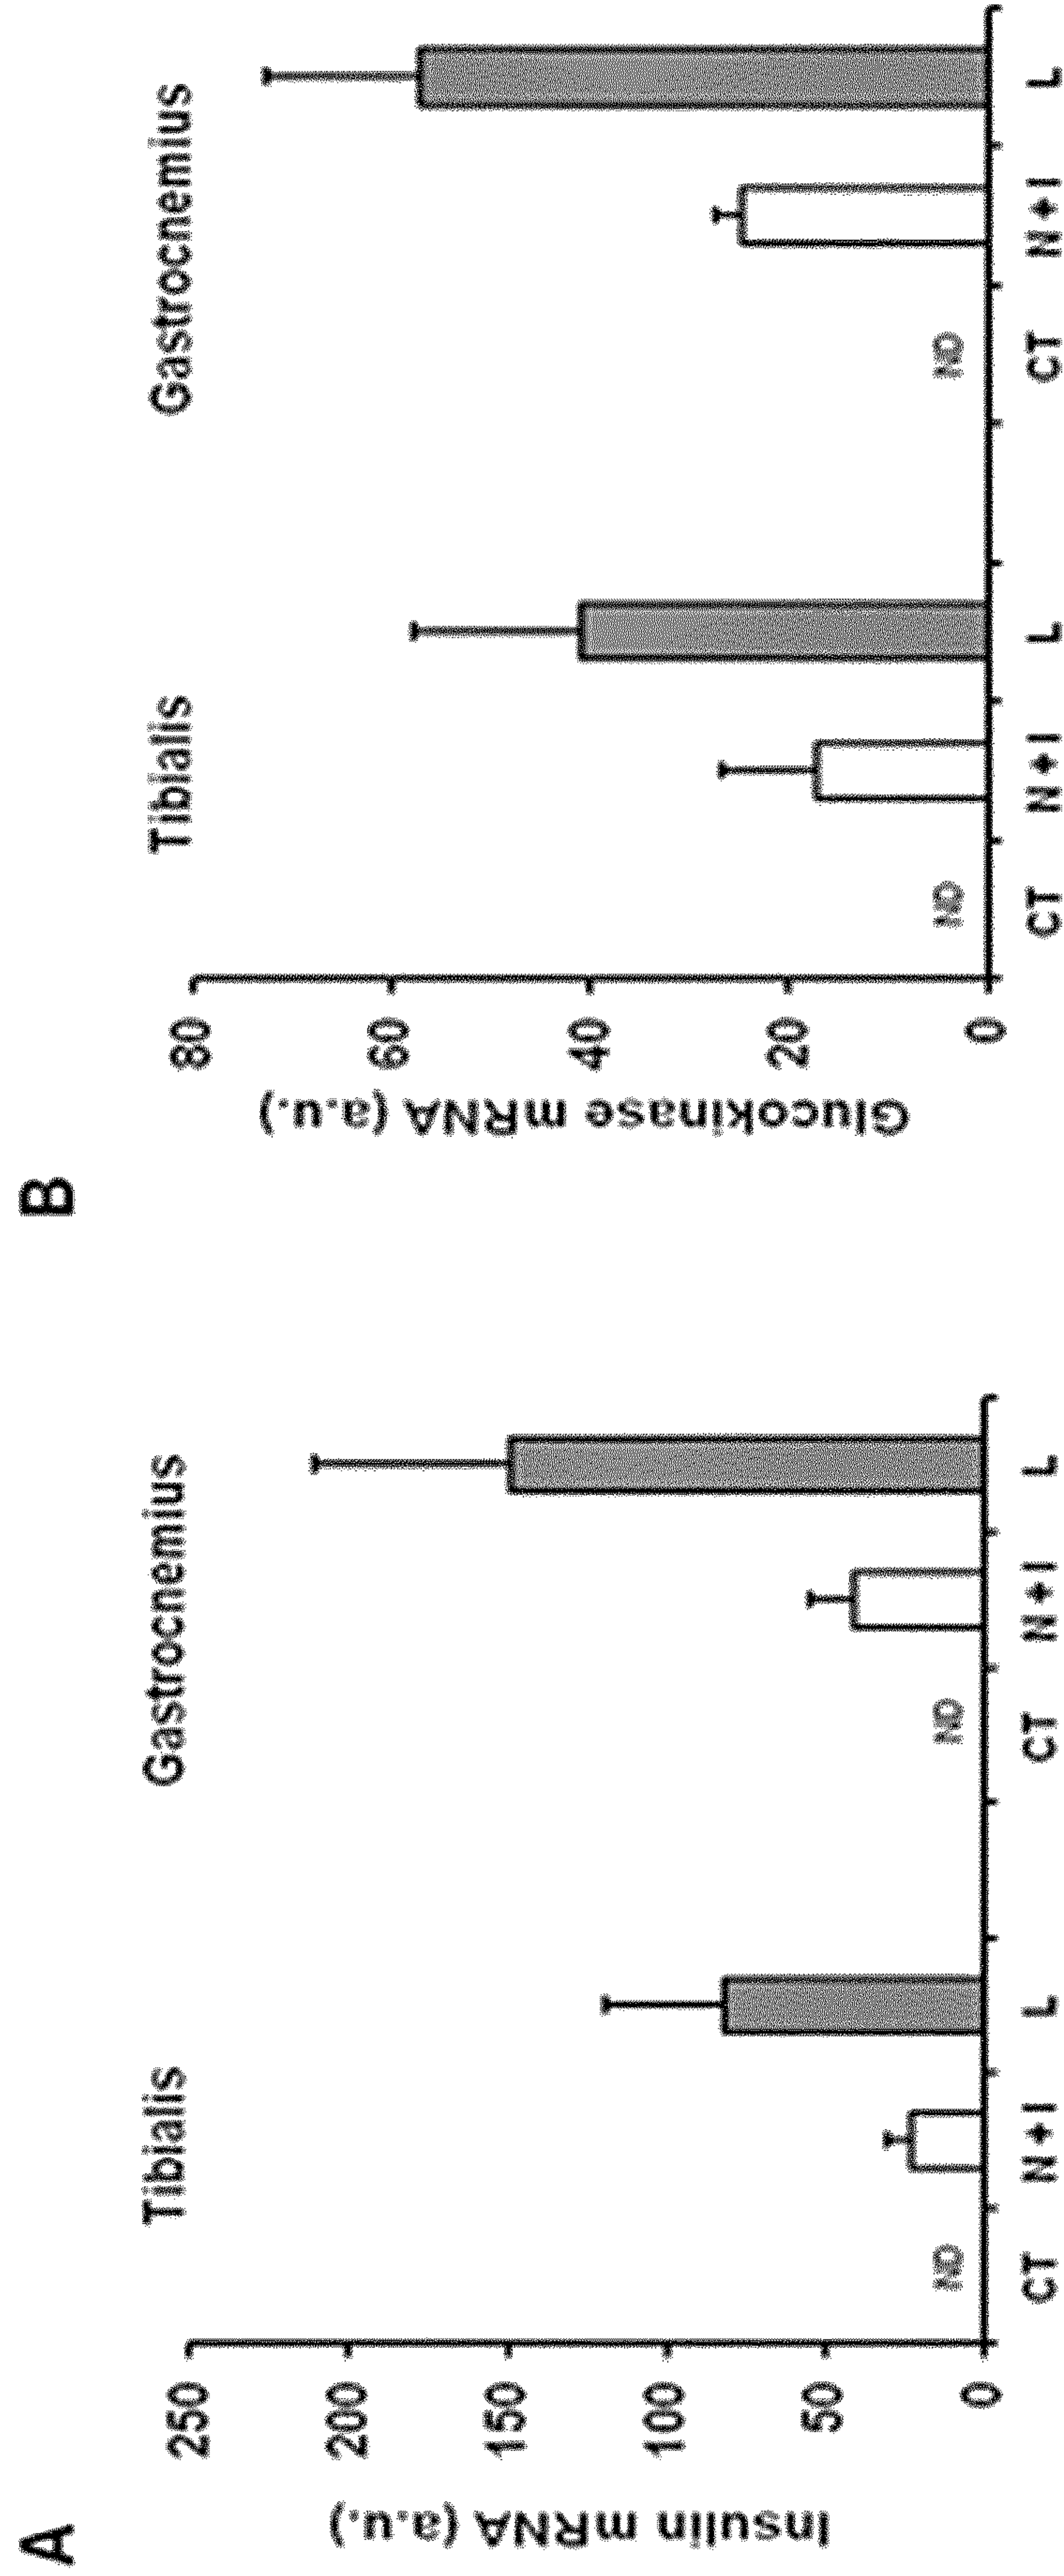 A
Insulin mRNA (a.u.)
250
200
150
100
50
0
Tibialis
Gastrocnemius
ND
ND
CT
N+I
L
CT
N+I
L
B
Glucokinase mRNA (a.u.)
80
60
40
20
0
Tibialis
Gastrocnemius
ND
ND
CT
N+I
L
CT
N+I
L